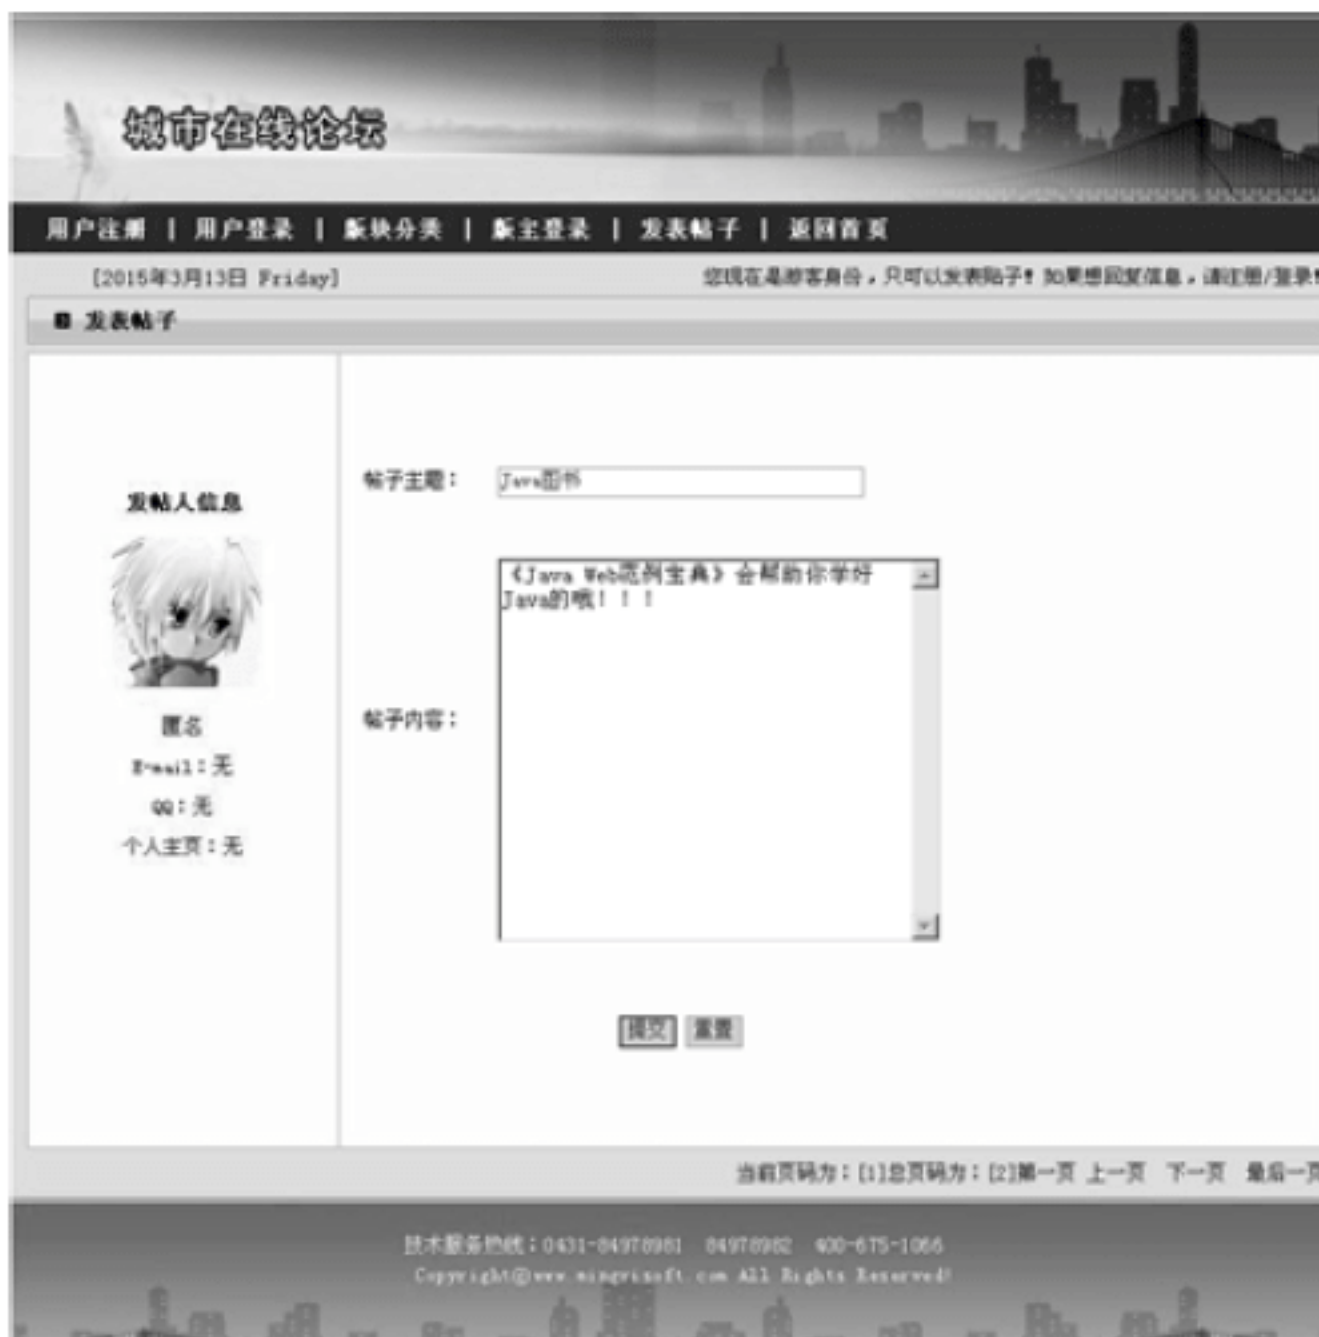 城市在线论坛
用户注册 | 用户登录 | 版块分类 | 版主登录 | 发表帖子 | 返回首页
[2015年3月13日 Friday] 您现在是游客身份，只可以发表贴子! 如果想回复信息，请注册/登录!
发表帖子
发帖人信息
匿名
E-mail：无
QQ：无
个人主页：无
帖子主题： Java图书
帖子内容：
《Java Web范例宝典》会帮助你学好
Java的哦！！！
提交 重置
当前页码为：[1]总页码为：[2]第一页 上一页 下一页 最后一页
技术服务热线：0431-84978981 84978982 400-675-1066
Copyright@www.mingrisoft.com All Rights Reserved!